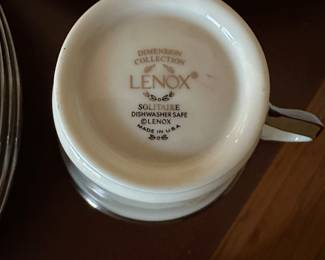 DIMENSION
COLLECTION
LENOX®
SOLITAIRE
DISHWASHER SAFE
© LENOX
MADE IN U.S.A.